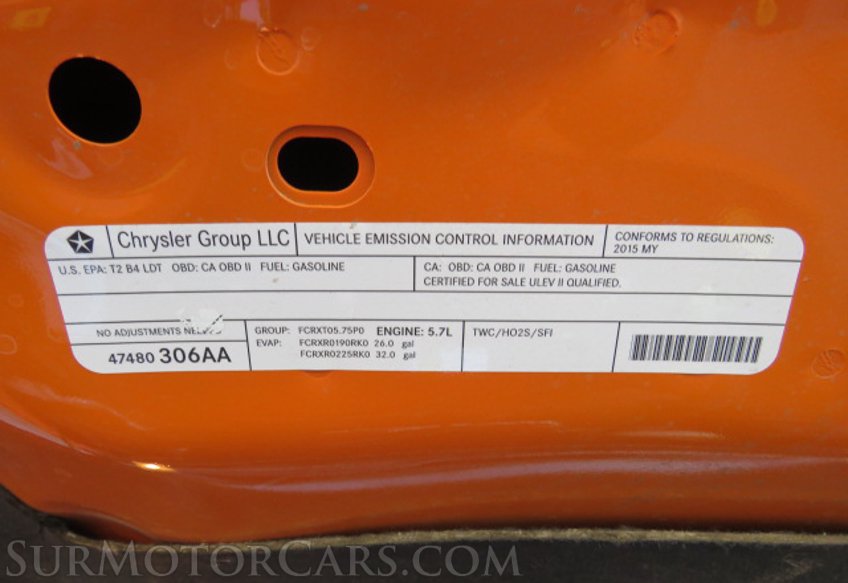 Chrysler Group LLC VEHICLE EMISSION CONTROL INFORMATION CONFORMS TO REGULATIONS:
2015 MY
U.S. EPA: T2 B4 LDT OBD: CA OBD II FUEL: GASOLINE
CA: OBD: CA OBD II FUEL: GASOLINE
CERTIFIED FOR SALE ULEV II QUALIFIED.
NO ADJUSTMENTS NEEDED
47480 306AA
GROUP: FCRXT05.75P0 ENGINE: 5.7L
EVAP: FCRXR0190RK0 26.0 gal
FCRXR0225RK0 32.0 gal
TWC/HO2S/SFI
SURMOTORCARS.COM